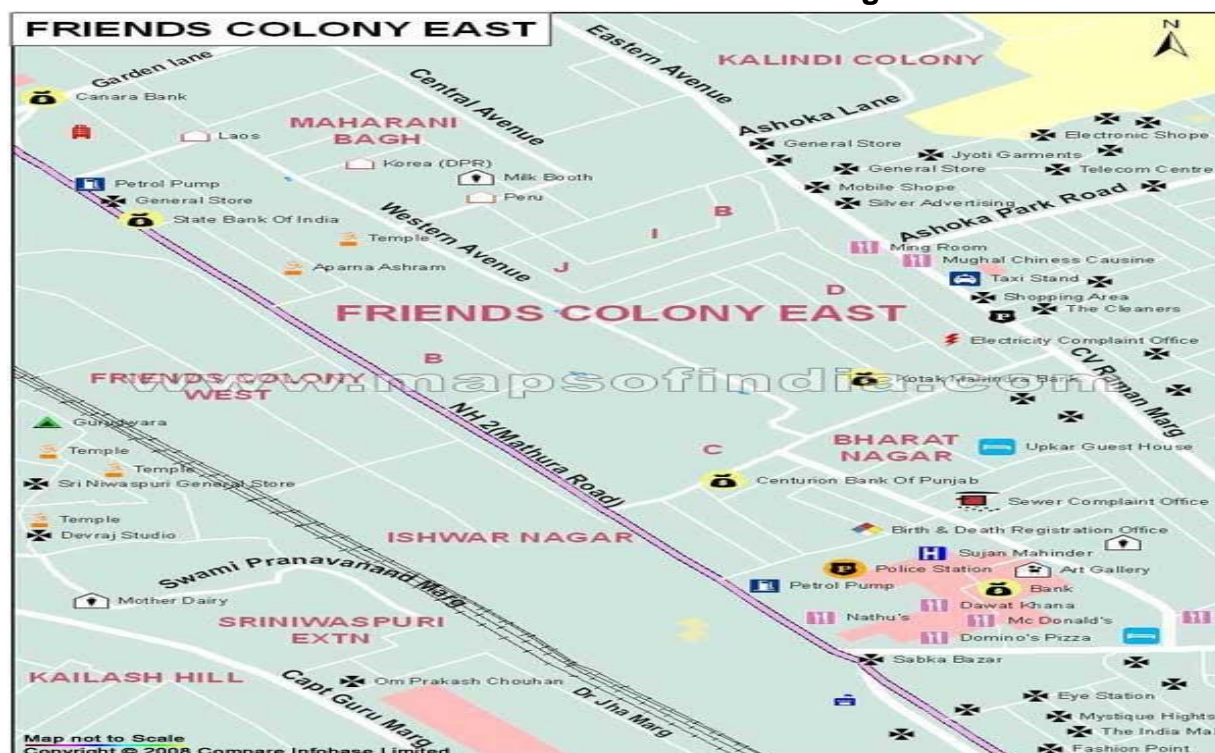 FRIENDS COLONY EAST
N
Eastern Avenue
KALINDI COLONY
Garden lane
Canara Bank
Central Avenue
MAHARANI
BAGH
Laos
Ashoka Lane
Electronic Shope
General Store
Jyoti Garments
Korea (DPR)
General Store
Telecom Centre
Milk Booth
Petrol Pump
Mobile Shope
General Store
Peru
Silver Advertising
Ashoka Park Road
State Bank Of India
B
I
Western Avenue
Temple
Ming Room
Mughal Chiness Causine
Aparna Ashram
J
Taxi Stand
D
Shopping Area
FRIENDS COLONY EAST
The Cleaners
Electricity Complaint Office
B
CV Raman Marg
FRIENDS COLONY
WEST
www.mapsofindia.com
Kotak Mahindra Bank
NH 2(Mathura Road)
Gurudwara
BHARAT
NAGAR
Temple
C
Upkar Guest House
Temple
Sri Niwaspuri General Store
Centurion Bank Of Punjab
Sewer Complaint Office
Temple
Devraj Studio
ISHWAR NAGAR
Birth & Death Registration Office
H
Sujan Mahinder
Swami Pranavanand Marg
Police Station
Art Gallery
Petrol Pump
Bank
Mother Dairy
Dawat Khana
Nathu's
Mc Donald's
SRINIWASPURI
EXTN
Domino's Pizza
Sabka Bazar
KAILASH HILL
Om Prakash Chouhan
Capt Guru Marg
Dr Jha Marg
Eye Station
Mystique Hights
The India Ma
Map not to Scale
Fashion Point
Copyright © 2008 Compare Infobase Limited